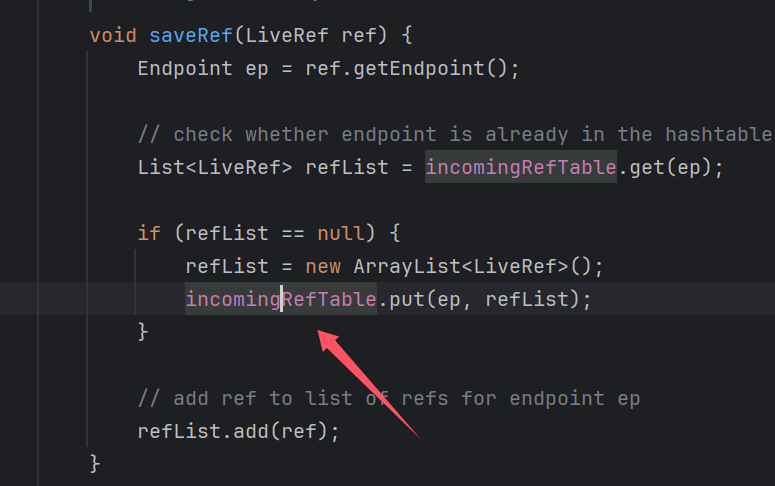 void saveRef(LiveRef ref) {
Endpoint ep = ref.getEndpoint();
// check whether endpoint is already in the hashtable
List<LiveRef> refList = incomingRefTable.get(ep);
if (refList == null) {
refList = new ArrayList<LiveRef>();
incomingRefTable.put(ep, refList);
}
// add ref to list of refs for endpoint ep
refList.add(ref);
}